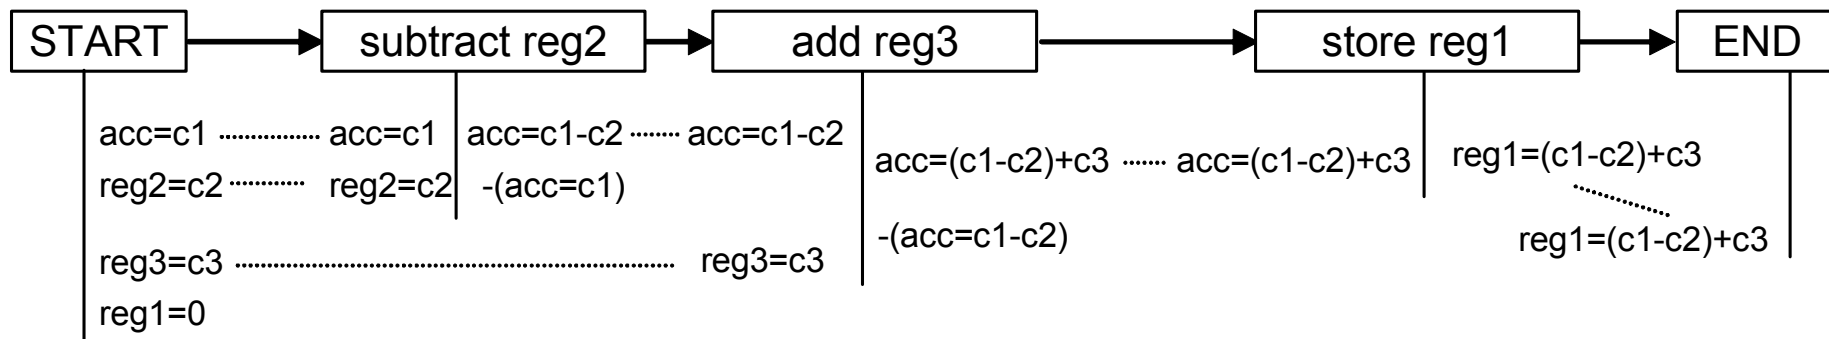 START subtract reg2 add reg3 store reg1 END
acc=c1 acc=c1 acc=c1-c2 acc=c1-c2
acc=(c1-c2)+c3 acc=(c1-c2)+c3 reg1=(c1-c2)+c3
reg2=c2 reg2=c2 -(acc=c1)
-(acc=c1-c2) reg1=(c1-c2)+c3
reg3=c3 reg3=c3
reg1=0